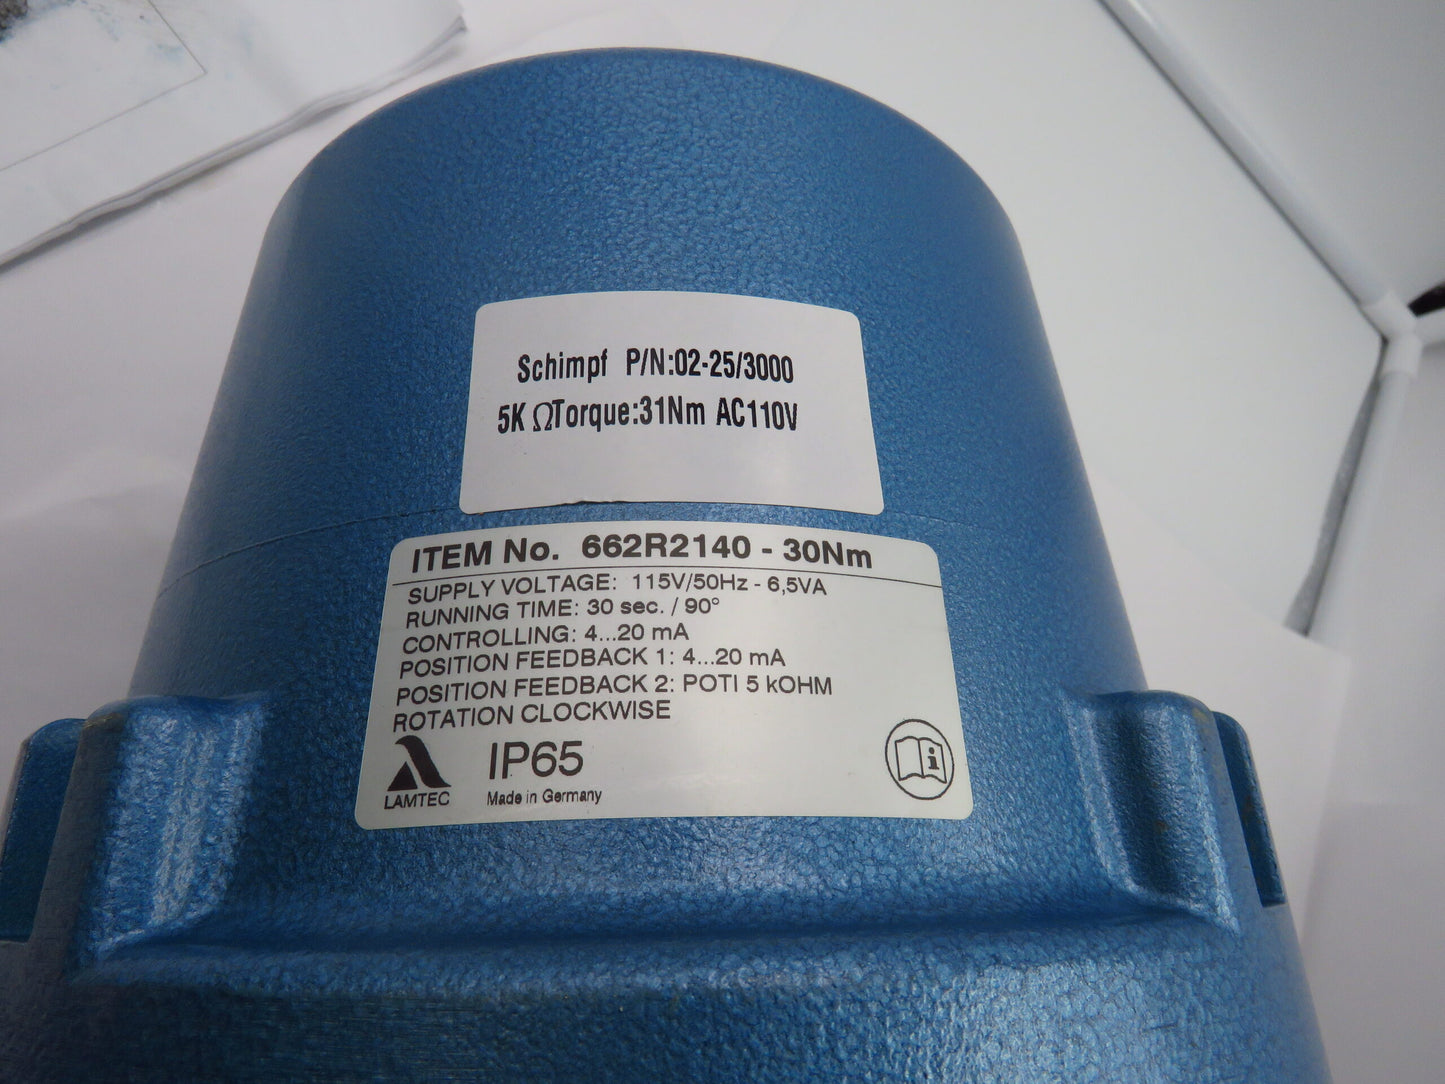 Schimpf P/N:02-25/3000
5K ΩTorque:31Nm AC110V
ITEM No. 662R2140 - 30Nm
SUPPLY VOLTAGE: 115V/50Hz - 6,5VA
RUNNING TIME: 30 sec. / 90°
CONTROLLING: 4...20 mA
POSITION FEEDBACK 1: 4...20 mA
POSITION FEEDBACK 2: POTI 5 kOHM
ROTATION CLOCKWISE
IP65
LAMTEC
Made in Germany
i